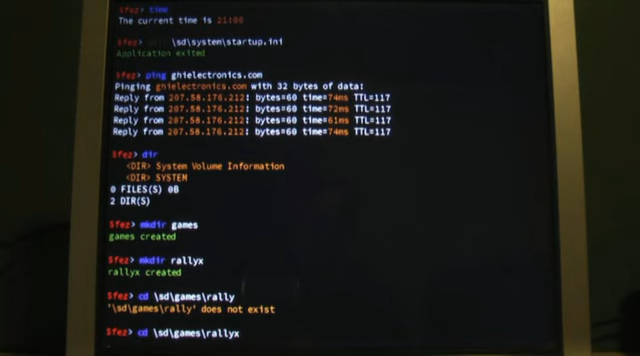 $fez> time
The current time is 21:00
$fez> \sd\system\startup.ini
Application exited
$fez> ping ghielectronics.com
Pinging ghielectronics.com with 32 bytes of data:
Reply from 207.58.176.212: bytes=60 time=74ms TTL=117
Reply from 207.58.176.212: bytes=60 time=72ms TTL=117
Reply from 207.58.176.212: bytes=60 time=61ms TTL=117
Reply from 207.58.176.212: bytes=60 time=74ms TTL=117
$fez> dir
<DIR> System Volume Information
<DIR> SYSTEM
0 FILES(S) 0B
2 DIR(S)
$fez> mkdir games
games created
$fez> mkdir rallyx
rallyx created
$fez> cd \sd\games\rally
'\sd\games\rally' does not exist
$fez> cd \sd\games\rallyx